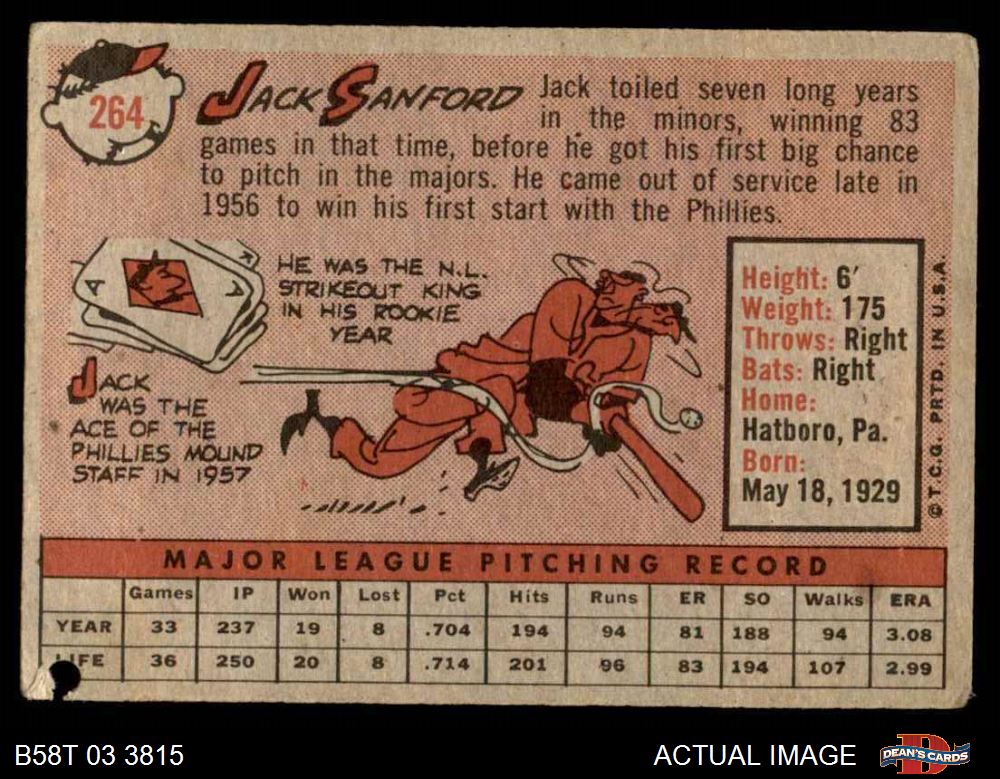 264
JACK SANFORD
Jack toiled seven long years
in the minors, winning 83
games in that time, before he got his first big chance
to pitch in the majors. He came out of service late in
1956 to win his first start with the Phillies.
A
A
K
HE WAS THE N.L.
STRIKEOUT KING
IN HIS ROOKIE
YEAR
JACK
WAS THE
ACE OF THE
PHILLIES MOUND
STAFF IN 1957
Height: 6'
Weight: 175
Throws: Right
Bats: Right
Home:
Hatboro, Pa.
Born:
May 18, 1929
© T.C.G. PRTD. IN U.S.A.
MAJOR LEAGUE PITCHING RECORD
Games IP Won Lost Pct Hits Runs ER SO Walks ERA
YEAR 33 237 19 8 .704 194 94 81 188 94 3.08
LIFE 36 250 20 8 .714 201 96 83 194 107 2.99
B58T 03 3815
ACTUAL IMAGE
D
DEAN'S CARDS